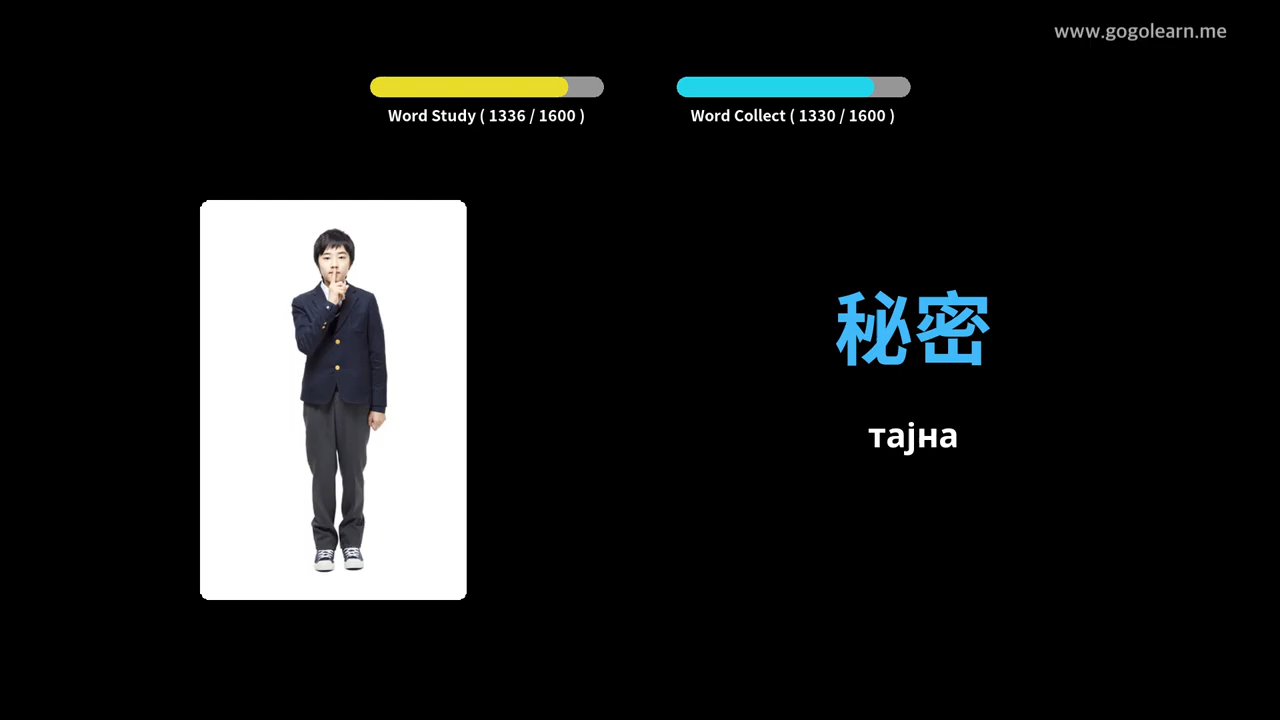 www.gogolearn.me
Word Study ( 1336 / 1600 )
Word Collect ( 1330 / 1600 )
秘密
тајна